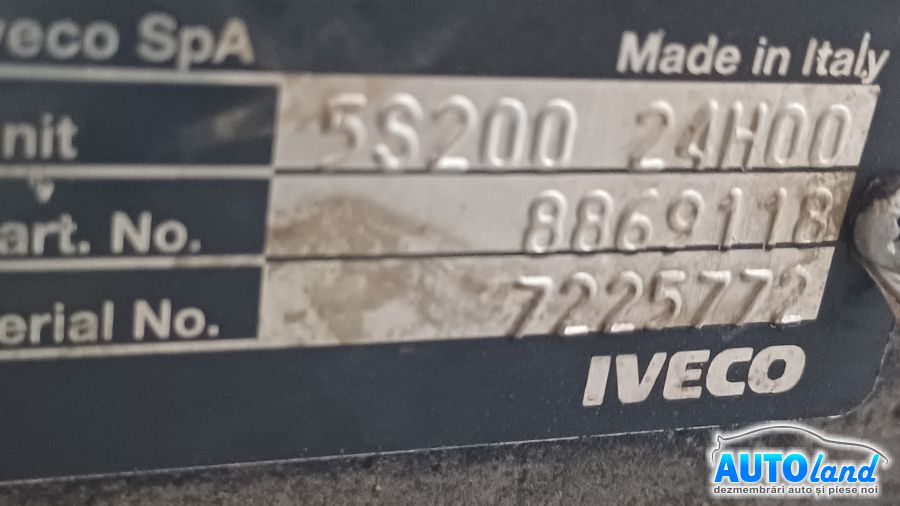 veco SpA
Made in Italy
nit 5S200 24H00
art. No. 8869118
erial No. 7225772
IVECO
AUTOland
dezmembrări auto și piese noi